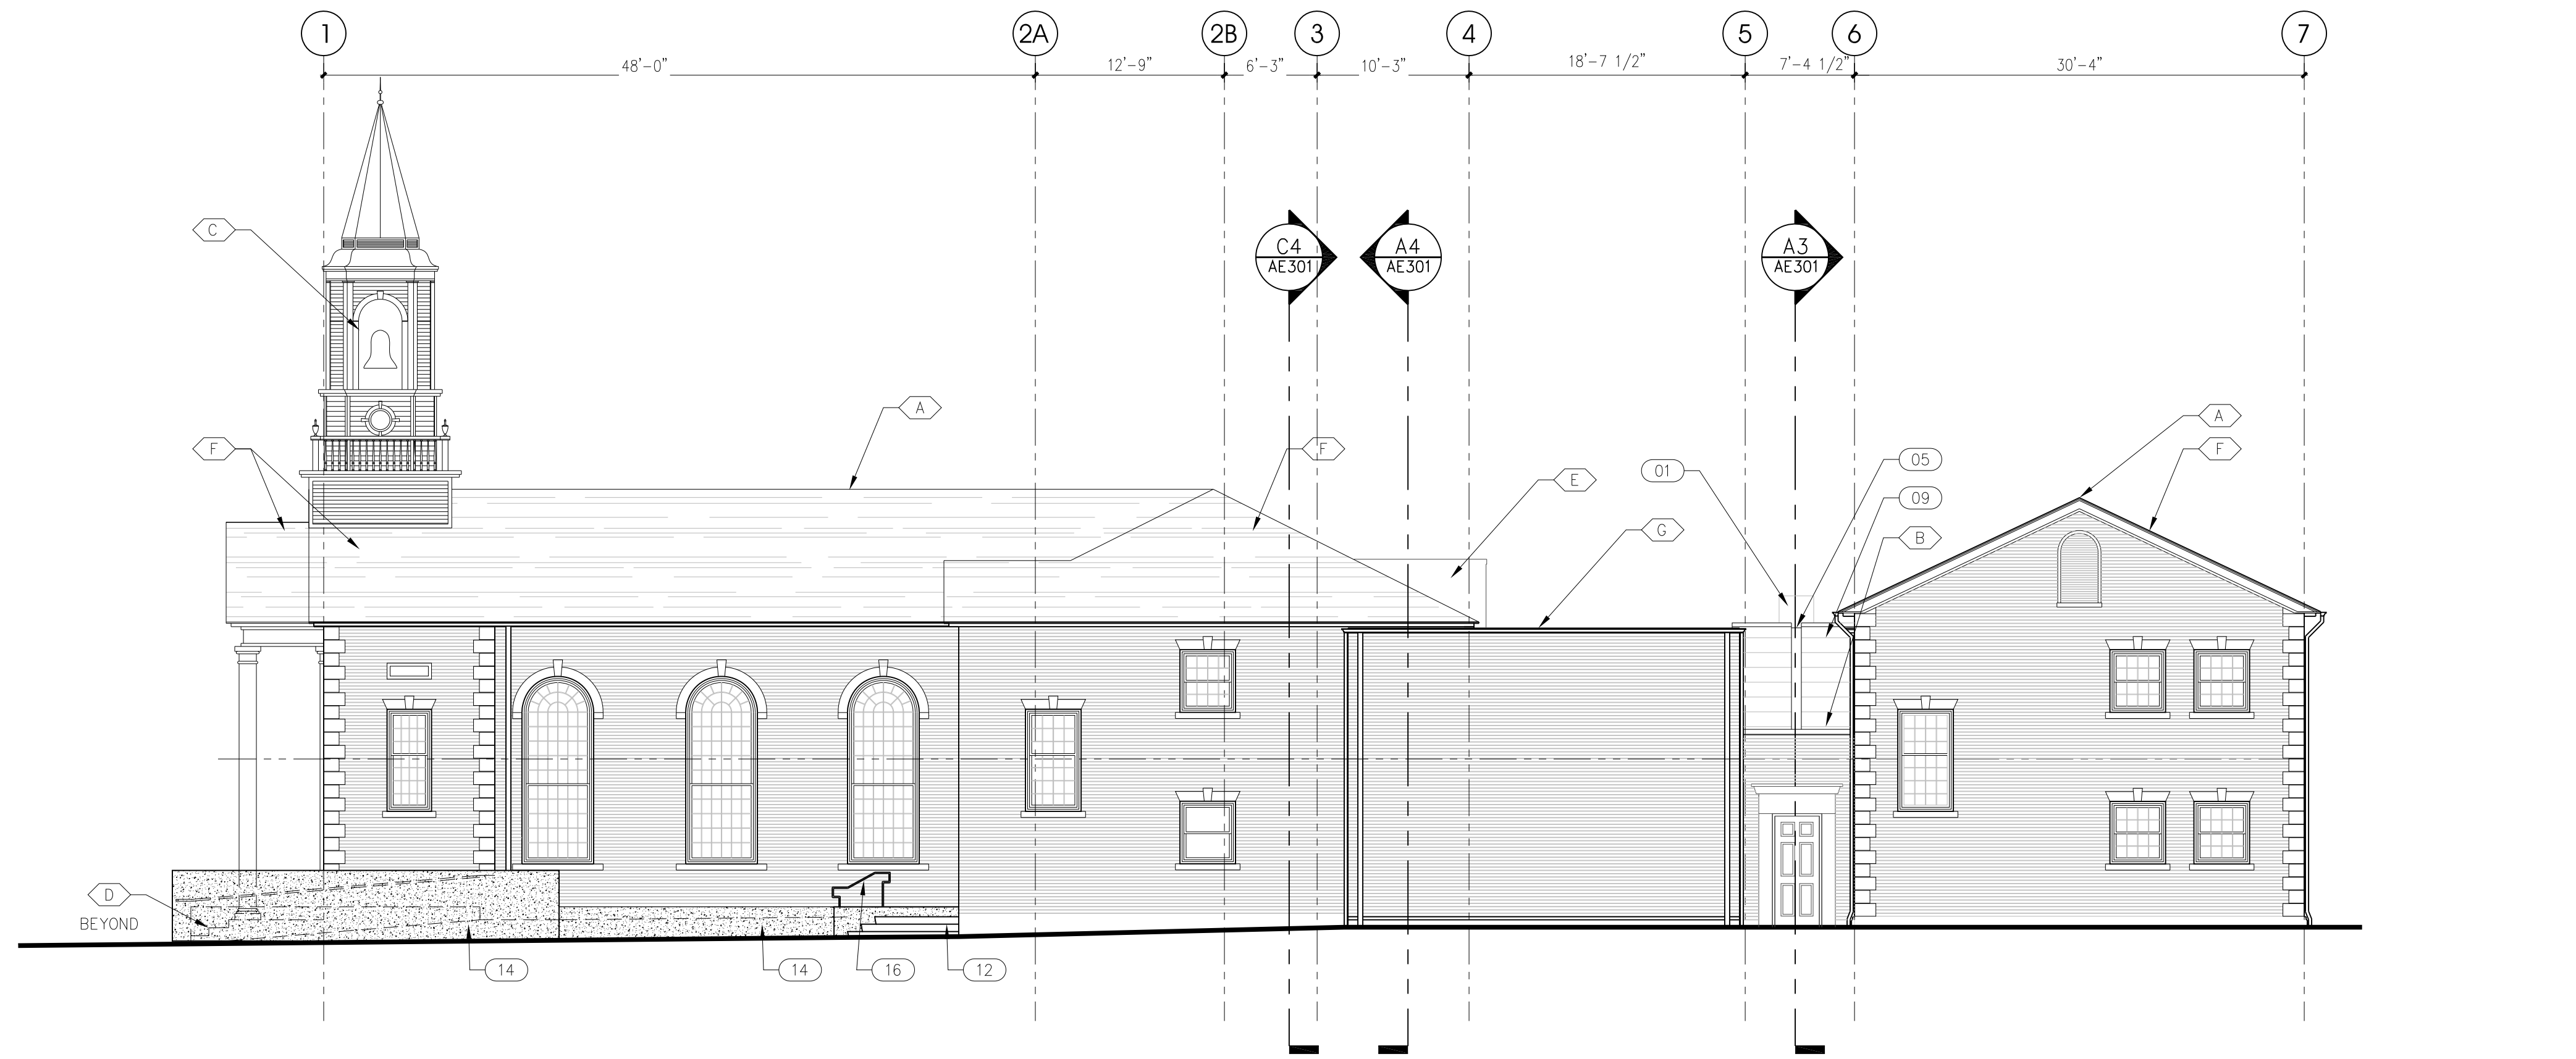 1 2A 2B 3 4 5 6 7
48'-0" 12'-9" 6'-3" 10'-3" 18'-7 1/2" 7'-4 1/2" 30'-4"
C
C4
AE301
A4
AE301
A3
AE301
A
A
F
F
F
05
01
E
09
G
B
D
BEYOND
14
14
16
12